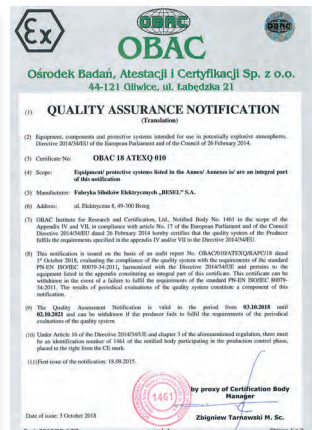 Ex
OBAC
OBAC
Ośrodek Badań, Atestacji i Certyfikacji Sp. z o.o.
44-121 Gliwice, ul. Łabędzka 21
(1) QUALITY ASSURANCE NOTIFICATION
(Translation)
(2) Equipment, components and protective systems intended for use in potentially explosive atmospheres.
Directive 2014/34/EU of the European Parliament and of the Council of 26 February 2014.
(3) Certificate No: OBAC 18 ATEXQ 010
(4) Scope: Equipment/ protective systems listed in the Annex/ Annexes is/ are an integral part
of this notification
(5) Manufacturer: Fabryka Silników Elektrycznych „BESEL" S.A.
(6) Address: ul. Elektryczna 8, 49-300 Brzeg
(7) OBAC Institute for Research and Certification, Ltd., Notified Body No. 1461 in the scope of the
Appendix IV and VII, in compliance with article No. 17 of the European Parliament and of the Council
Directive 2014/34/EU dated 26 February 2014 hereby certifies that the quality system of the Producer
fulfils the requirements specified in the appendix IV and/or VII to the Directive 2014/34/EU.
(8) This notification is issued on the basis of an audit report No. OBAC/010/ATEXQ/RAPC/18 dated
1st October 2018, evaluating the compliance of the quality system with the requirements of the standard
PN-EN ISO/IEC 80079-34:2011, harmonized with the Directive 2014/34/UE and pertains to the
equipment listed in the appendix constituting an integral part of this certificate. This certificate can be
withdrawn in the event of a failure to fulfil the requirements of the standard PN-EN ISO/IEC 80079-
34:2011. The results of periodical evaluations of the quality system constitute a component of this
notification.
(9) The Quality Assessment Notification is valid in the period from 03.10.2018 until
02.10.2021 and can be withdrawn if the producer fails to fulfil the requirements of the periodical
evaluations of the quality system.
(10) Under Article 16 of the Directive 2014/34/UE and chapter 3 of the aforementioned regulation, there must
be an identification number of 1461 of the notified body participating in the production control phase,
placed to the right from the CE mark.
(11) First issue of the notification: 18.09.2015.
1461
by proxy of Certification Body
Manager
Date of issue: 3 October 2018
Zbigniew Tarnawski M. Sc.